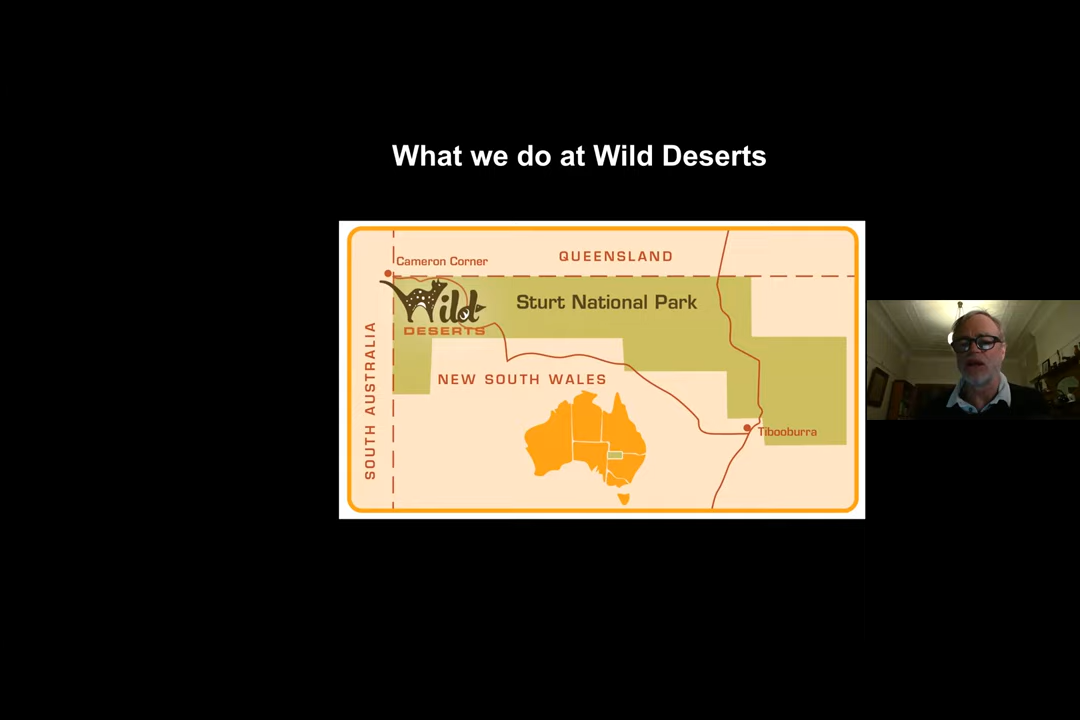 What we do at Wild Deserts
QUEENSLAND
Cameron Corner
Wild
DESERTS
Sturt National Park
SOUTH AUSTRALIA
NEW SOUTH WALES
Tibooburra